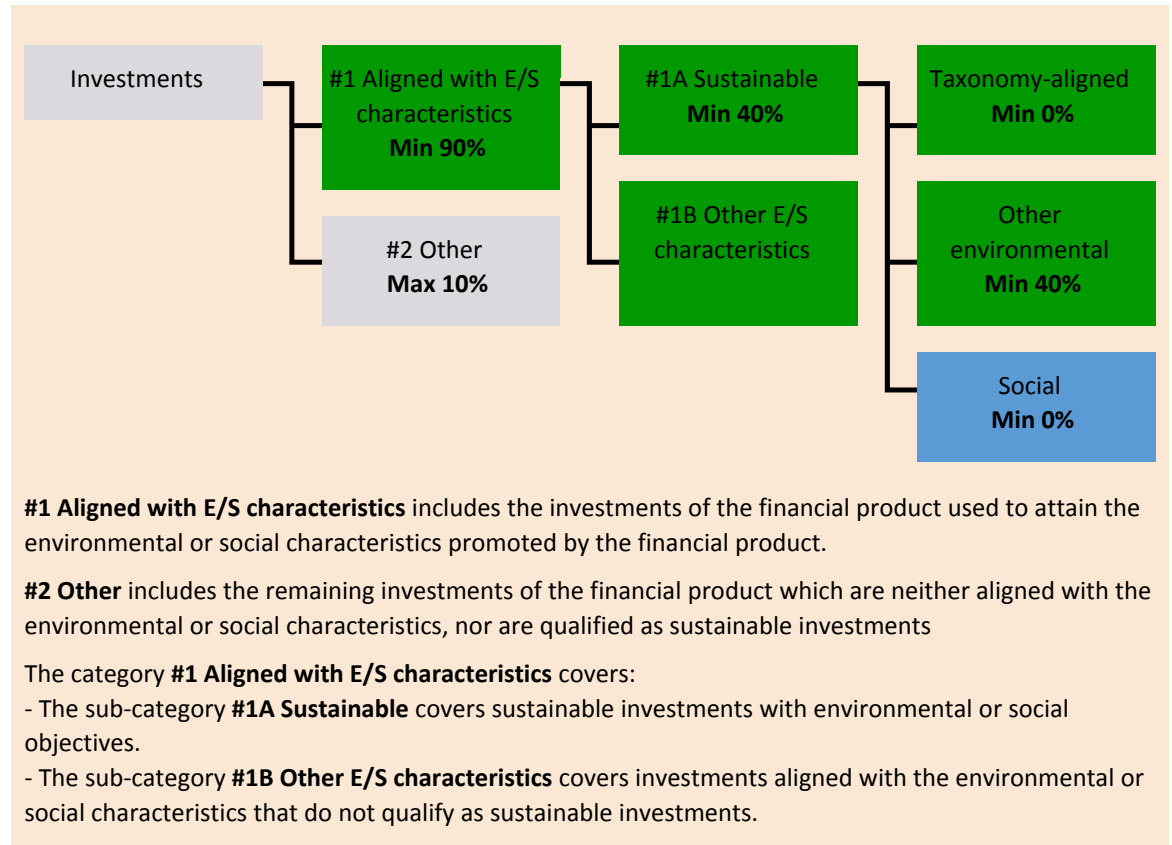 Investments
#1 Aligned with E/S
characteristics
Min 90%
#2 Other
Max 10%
#1A Sustainable
Min 40%
#1B Other E/S
characteristics
Taxonomy-aligned
Min 0%
Other
environmental
Min 40%
Social
Min 0%
#1 Aligned with E/S characteristics includes the investments of the financial product used to attain the
environmental or social characteristics promoted by the financial product.
#2 Other includes the remaining investments of the financial product which are neither aligned with the
environmental or social characteristics, nor are qualified as sustainable investments
The category #1 Aligned with E/S characteristics covers:
- The sub-category #1A Sustainable covers sustainable investments with environmental or social
objectives.
- The sub-category #1B Other E/S characteristics covers investments aligned with the environmental or
social characteristics that do not qualify as sustainable investments.